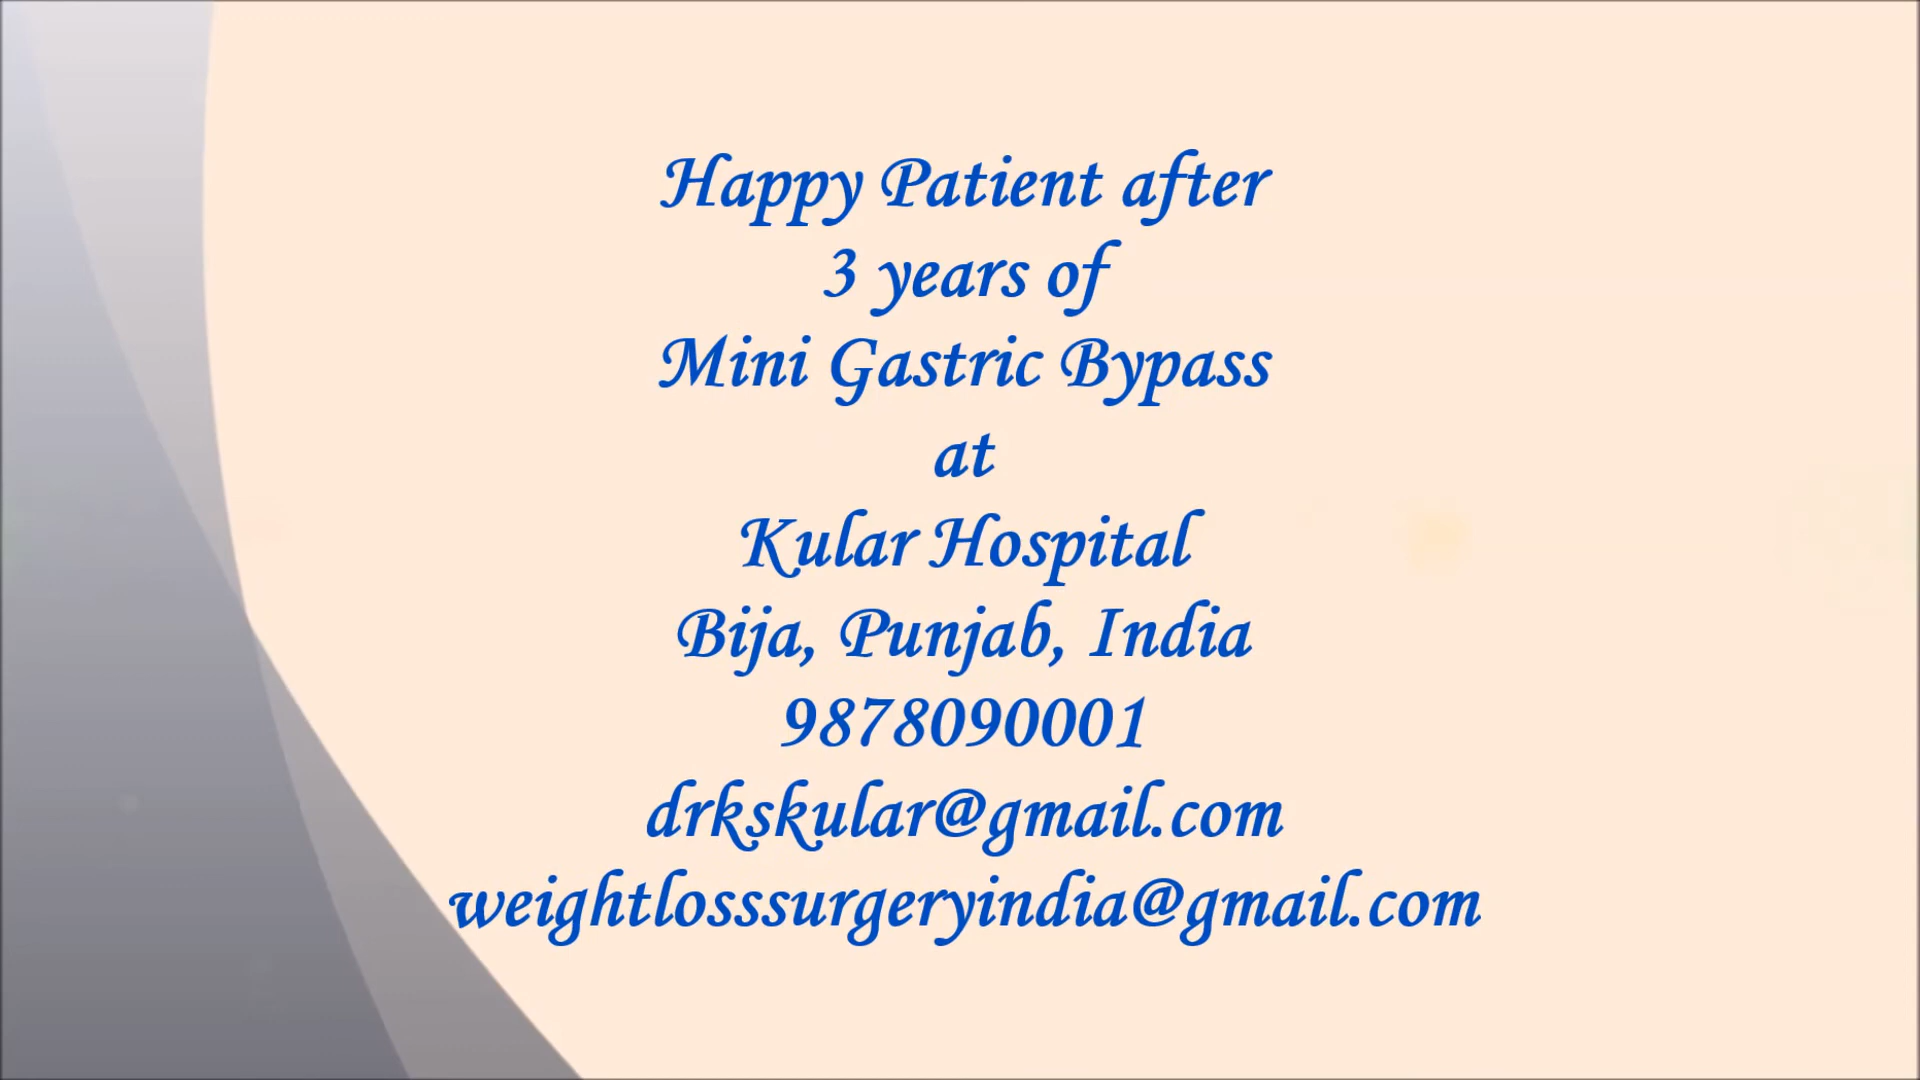 Happy Patient after
3 years of
Mini Gastric Bypass
at
Kular Hospital
Bija, Punjab, India
9878090001
drkskular@gmail.com
weightlosssurgeryindia@gmail.com